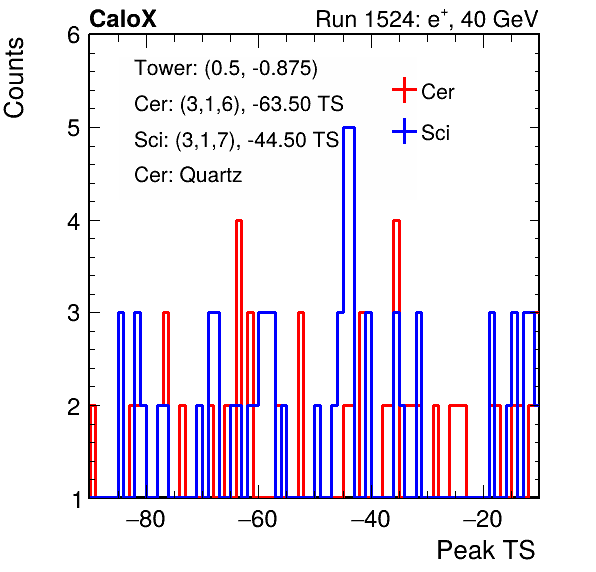 CaloX Run 1524: e⁺, 40 GeV
Counts
Tower: (0.5, -0.875)
Cer: (3,1,6), -63.50 TS
Sci: (3,1,7), -44.50 TS
Cer: Quartz
Cer
Sci
6
5
4
3
2
1
−80 −60 −40 −20
Peak TS